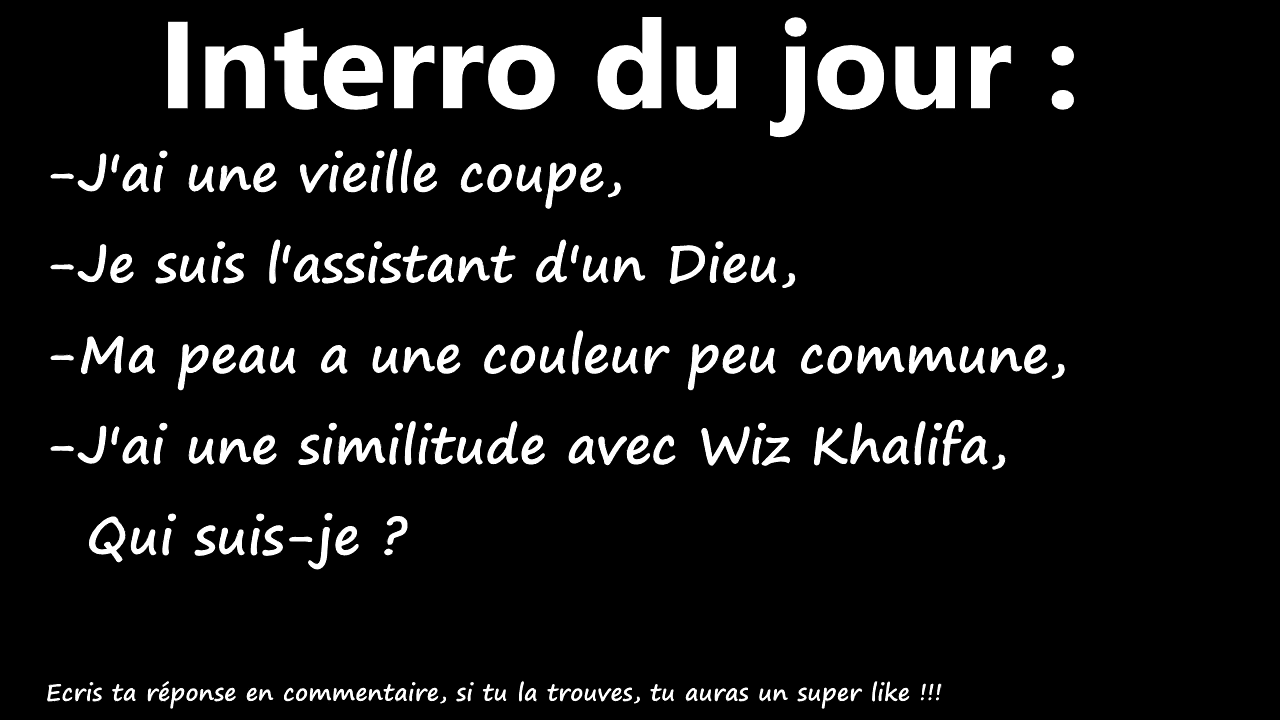 Interro du jour :
-J'ai une vieille coupe,
-Je suis l'assistant d'un Dieu,
-Ma peau a une couleur peu commune,
-J'ai une similitude avec Wiz Khalifa,
Qui suis-je ?
Ecris ta réponse en commentaire, si tu la trouves, tu auras un super like !!!